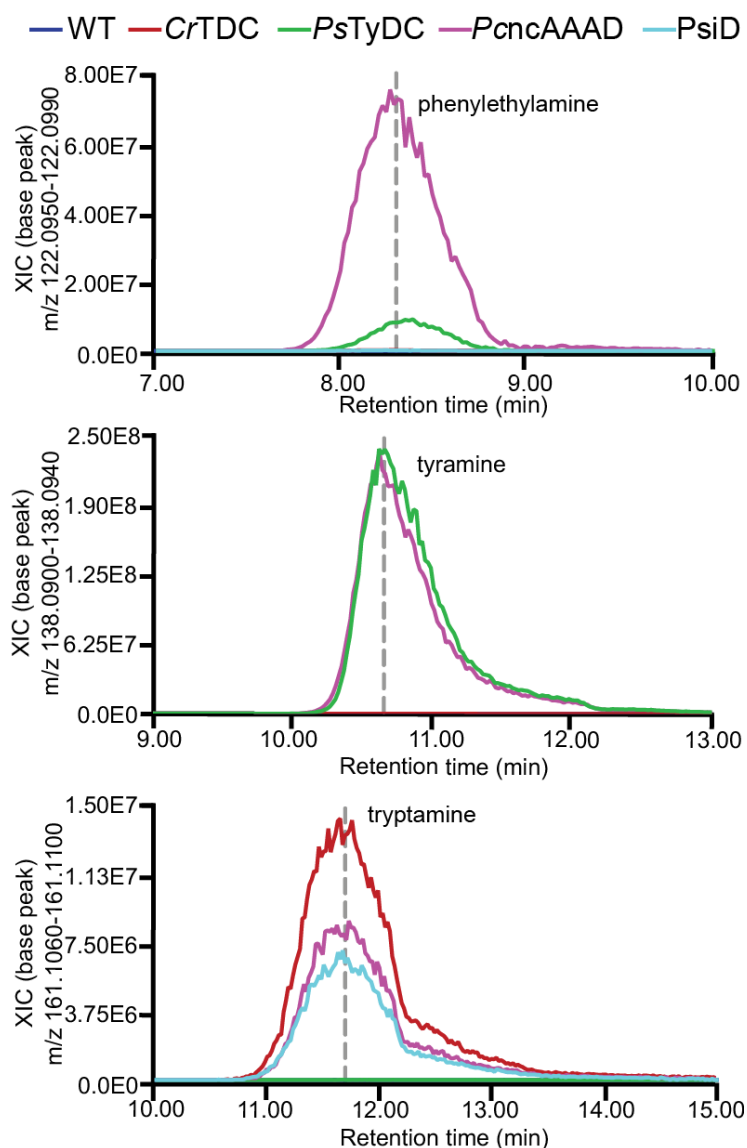 WT CrTDC PsTyDC PcncAAAD PsiD
XIC (base peak)
m/z 122.0950-122.0990
8.00E7
6.00E7
4.00E7
2.00E7
0.0E0
phenylethylamine
7.00 8.00 9.00 10.00
Retention time (min)
XIC (base peak)
m/z 138.0900-138.0940
2.50E8
1.90E8
1.25E8
6.25E7
0.0E0
tyramine
9.00 10.00 11.00 12.00 13.00
Retention time (min)
XIC (base peak)
m/z 161.1060-161.1100
1.50E7
1.13E7
7.50E6
3.75E6
0.0E0
tryptamine
10.00 11.00 12.00 13.00 14.00 15.00
Retention time (min)